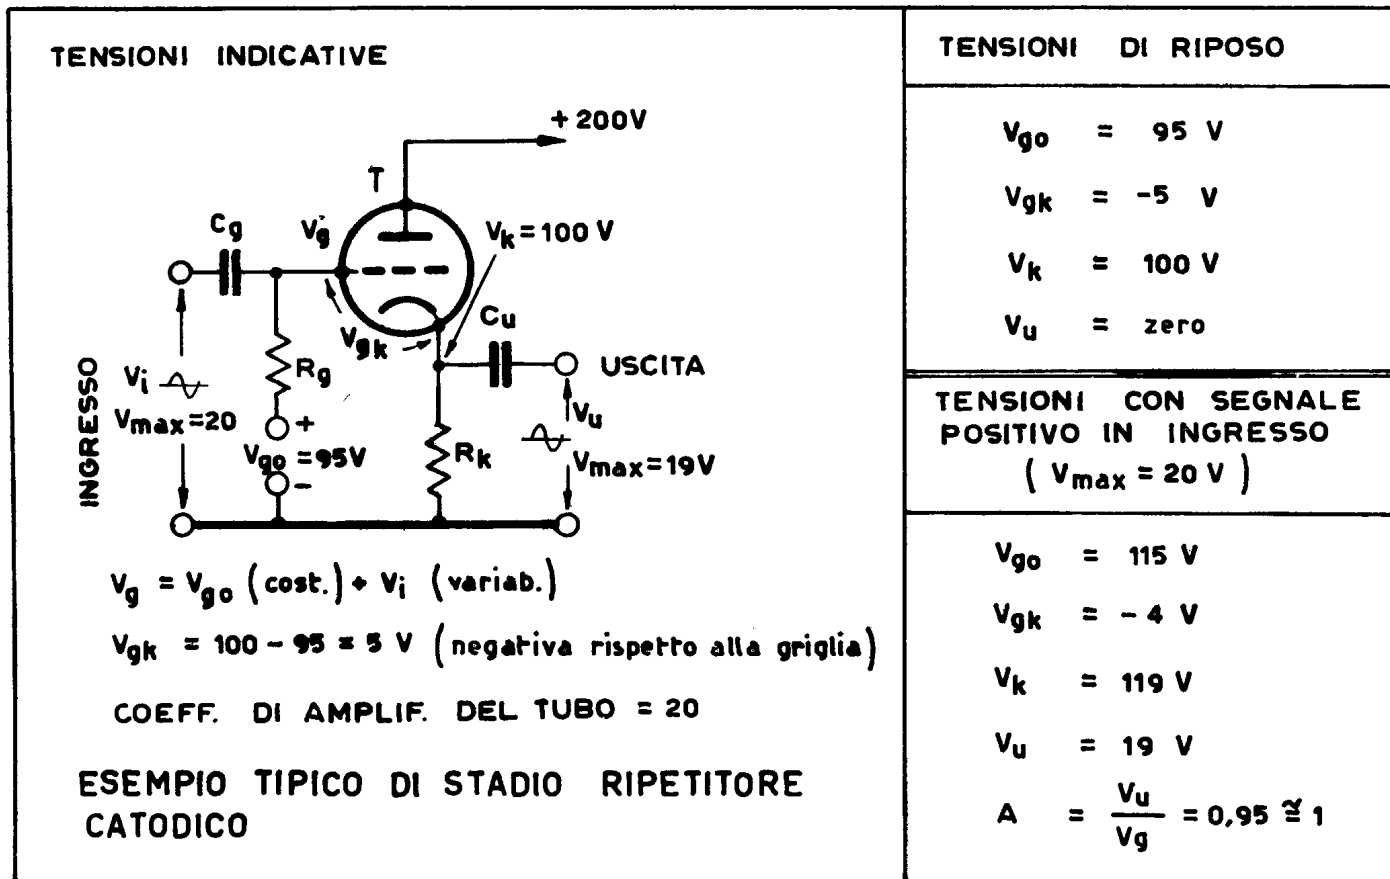 TENSIONI INDICATIVE
+ 200V
T
Cg
Vg
Vk = 100 V
Vgk
Cu
USCITA
INGRESSO
Vi
Vmax = 20
Rg
+
Vgo = 95V
-
Rk
Vu
Vmax = 19V
Vg = Vgo (cost.) + Vi (variab.)
Vgk = 100 - 95 = 5 V (negativa rispetto alla griglia)
COEFF. DI AMPLIF. DEL TUBO = 20
ESEMPIO TIPICO DI STADIO RIPETITORE
CATODICO
TENSIONI DI RIPOSO
Vgo = 95 V
Vgk = -5 V
Vk = 100 V
Vu = zero
TENSIONI CON SEGNALE
POSITIVO IN INGRESSO
( Vmax = 20 V )
Vgo = 115 V
Vgk = - 4 V
Vk = 119 V
Vu = 19 V
A = Vu / Vg = 0,95 ≅ 1